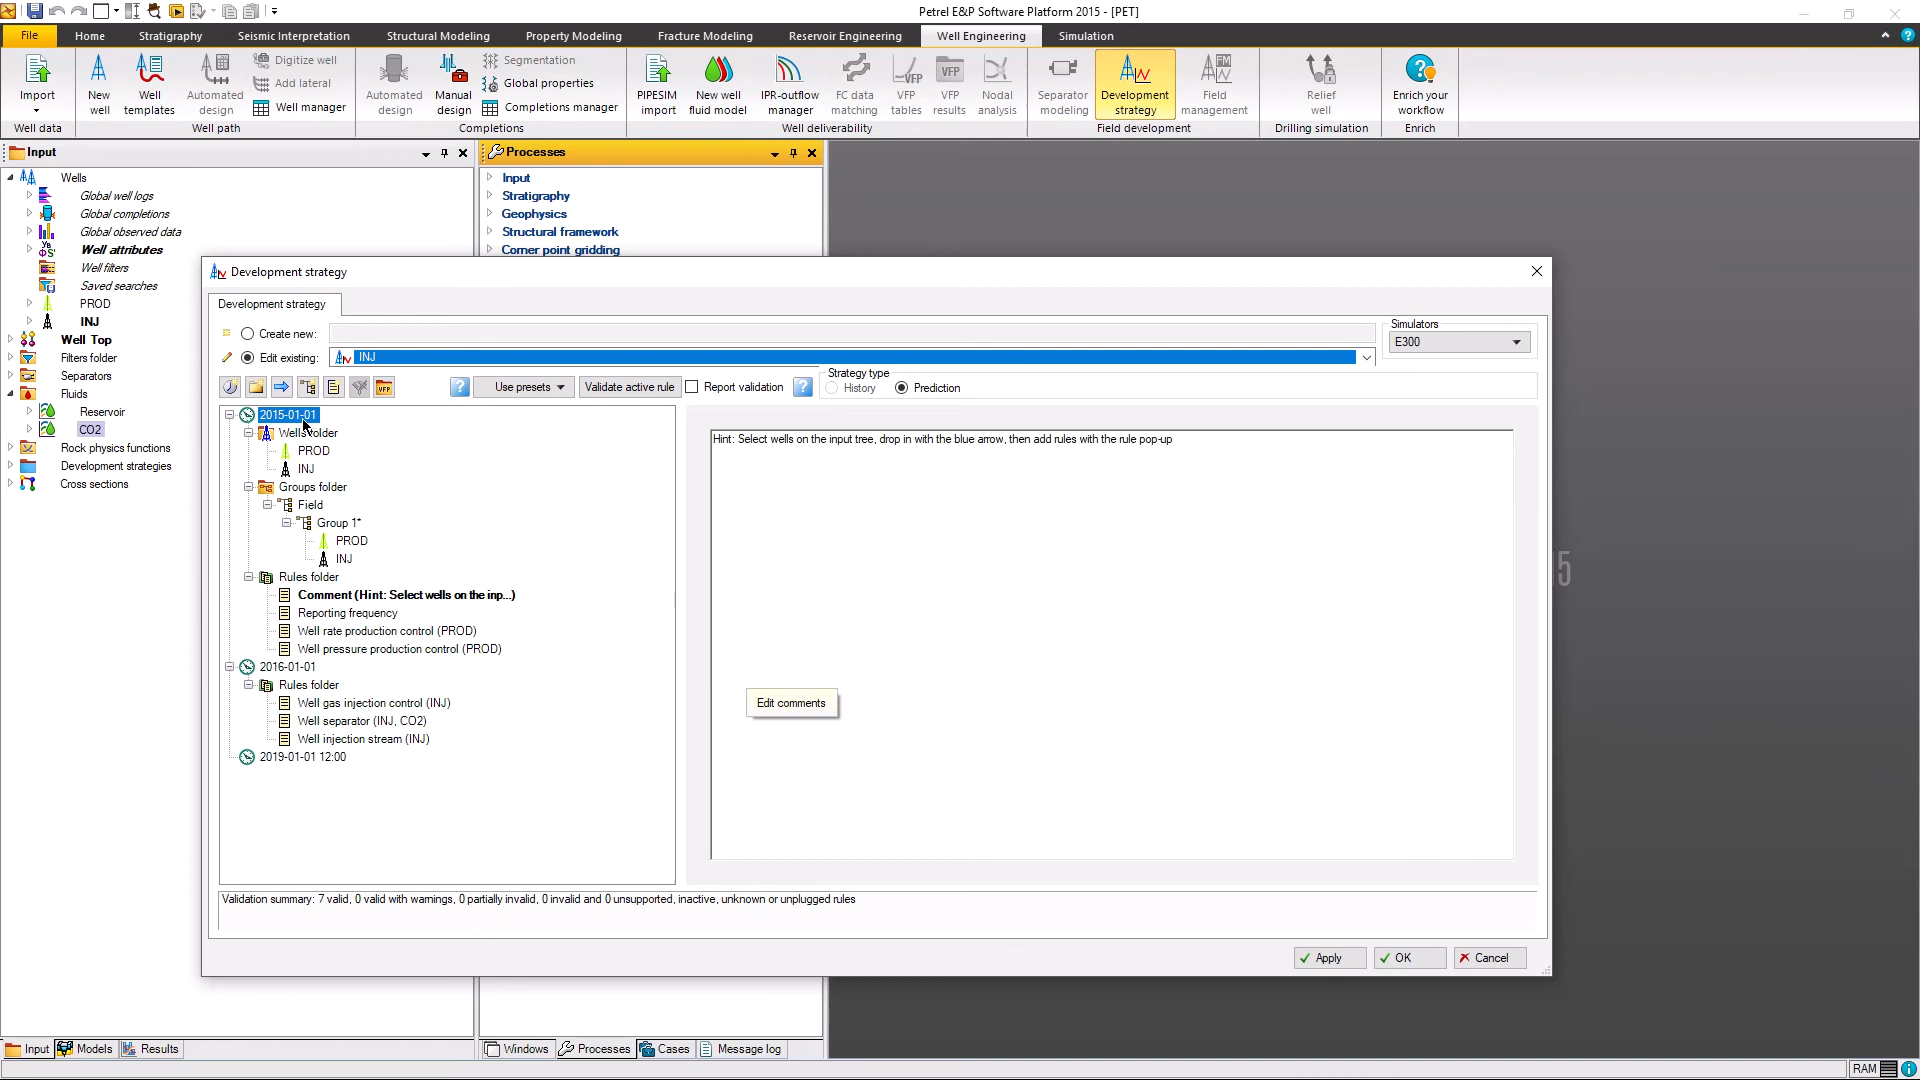 Petrel E&P Software Platform 2015 - [PET]
File Home Stratigraphy Seismic Interpretation Structural Modeling Property Modeling Fracture Modeling Reservoir Engineering Well Engineering Simulation
Import
Well data
New well
Well templates
Automated design
Digitize well
Add lateral
Well manager
Well path
Automated design
Manual design
Segmentation
Global properties
Completions manager
Completions
PIPESIM import
New well fluid model
IPR-outflow manager
FC data matching
VFP tables
VFP results
Nodal analysis
Well deliverability
Separator modeling
Development strategy
Field management
Field development
Relief well
Drilling simulation
Enrich your workflow
Enrich
Input
Wells
Global well logs
Global completions
Global observed data
Well attributes
Well filters
Saved searches
PROD
INJ
Well Top
Filters folder
Separators
Fluids
Reservoir
CO2
Rock physics functions
Development strategies
Cross sections
Processes
Input
Stratigraphy
Geophysics
Structural framework
Corner point gridding
Development strategy
Development strategy
Create new:
Edit existing: INJ
Simulators
E300
Use presets
Validate active rule
Report validation
Strategy type
History Prediction
2015-01-01
Wells folder
PROD
INJ
Groups folder
Field
Group 1*
PROD
INJ
Rules folder
Comment (Hint: Select wells on the inp...)
Reporting frequency
Well rate production control (PROD)
Well pressure production control (PROD)
2016-01-01
Rules folder
Well gas injection control (INJ)
Well separator (INJ, CO2)
Well injection stream (INJ)
2019-01-01 12:00
Hint: Select wells on the input tree, drop in with the blue arrow, then add rules with the rule pop-up
Edit comments
Validation summary: 7 valid, 0 valid with warnings, 0 partially invalid, 0 invalid and 0 unsupported, inactive, unknown or unplugged rules
Apply OK Cancel
Input Models Results
Windows Processes Cases Message log
RAM